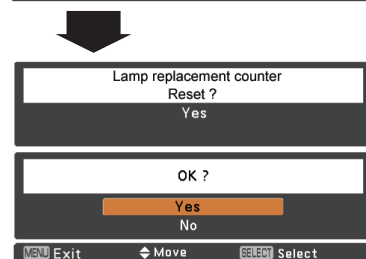 Lamp replacement counter
Reset ?
Yes
OK ?
Yes
No
MENU Exit Move SELECT Select